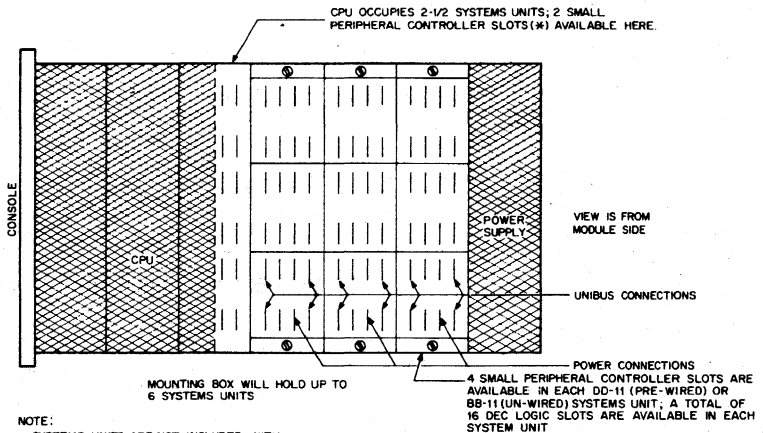 CPU OCCUPIES 2-1/2 SYSTEMS UNITS; 2 SMALL
PERIPHERAL CONTROLLER SLOTS (*) AVAILABLE HERE.
CONSOLE
CPU
POWER
SUPPLY
VIEW IS FROM
MODULE SIDE
UNIBUS CONNECTIONS
POWER CONNECTIONS
MOUNTING BOX WILL HOLD UP TO
6 SYSTEMS UNITS
4 SMALL PERIPHERAL CONTROLLER SLOTS ARE
AVAILABLE IN EACH DD-11 (PRE-WIRED) OR
BB-11 (UN-WIRED) SYSTEMS UNIT; A TOTAL OF
16 DEC LOGIC SLOTS ARE AVAILABLE IN EACH
SYSTEM UNIT
NOTE: